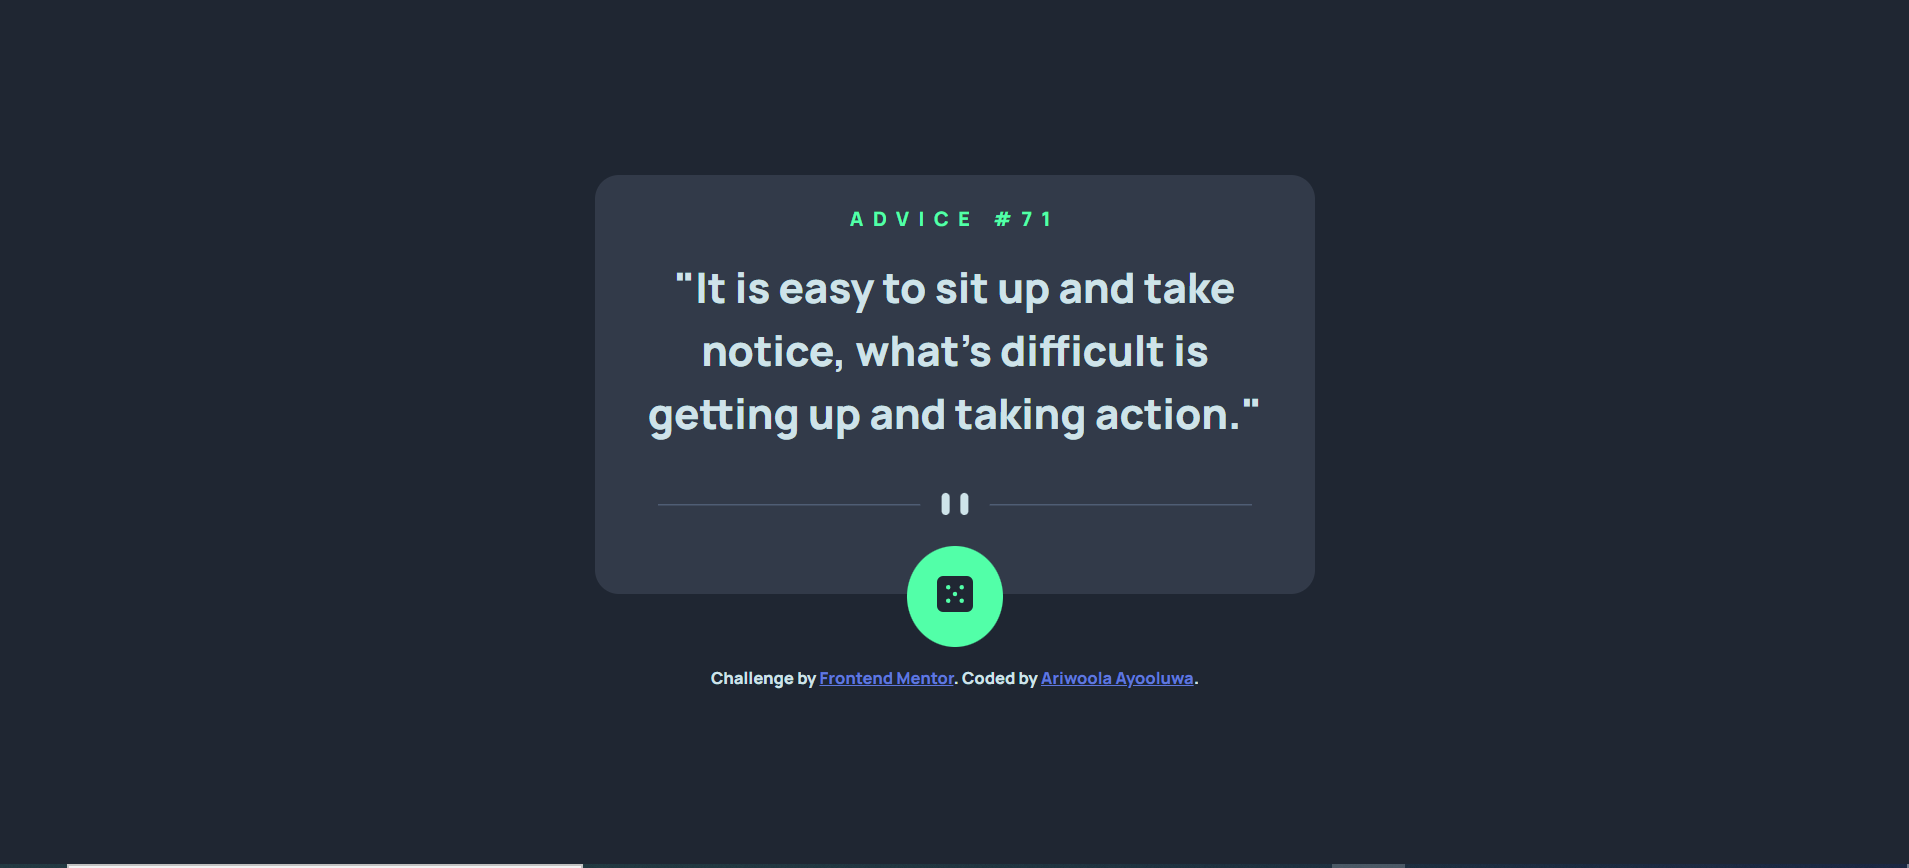 ADVICE #71
"It is easy to sit up and take
notice, what's difficult is
getting up and taking action."
Challenge by Frontend Mentor. Coded by Ariwoola Ayooluwa.